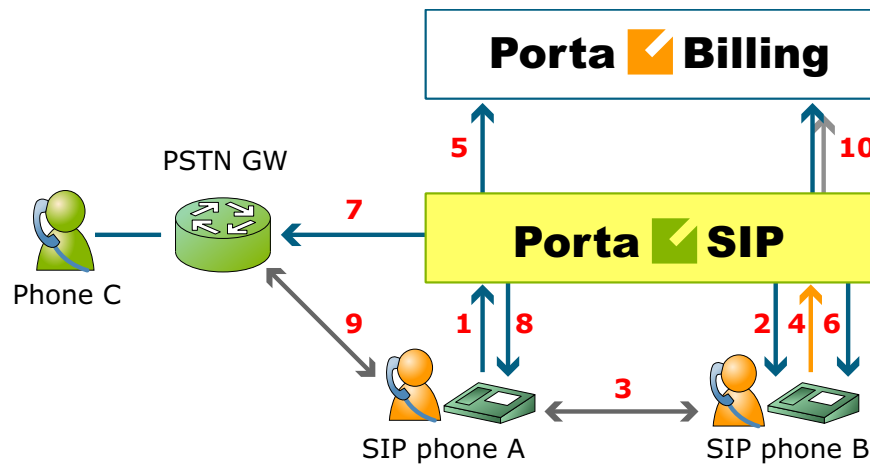 Porta Billing
5
10
PSTN GW
7
Porta SIP
Phone C
9
1
8
2
4
6
3
SIP phone A
SIP phone B